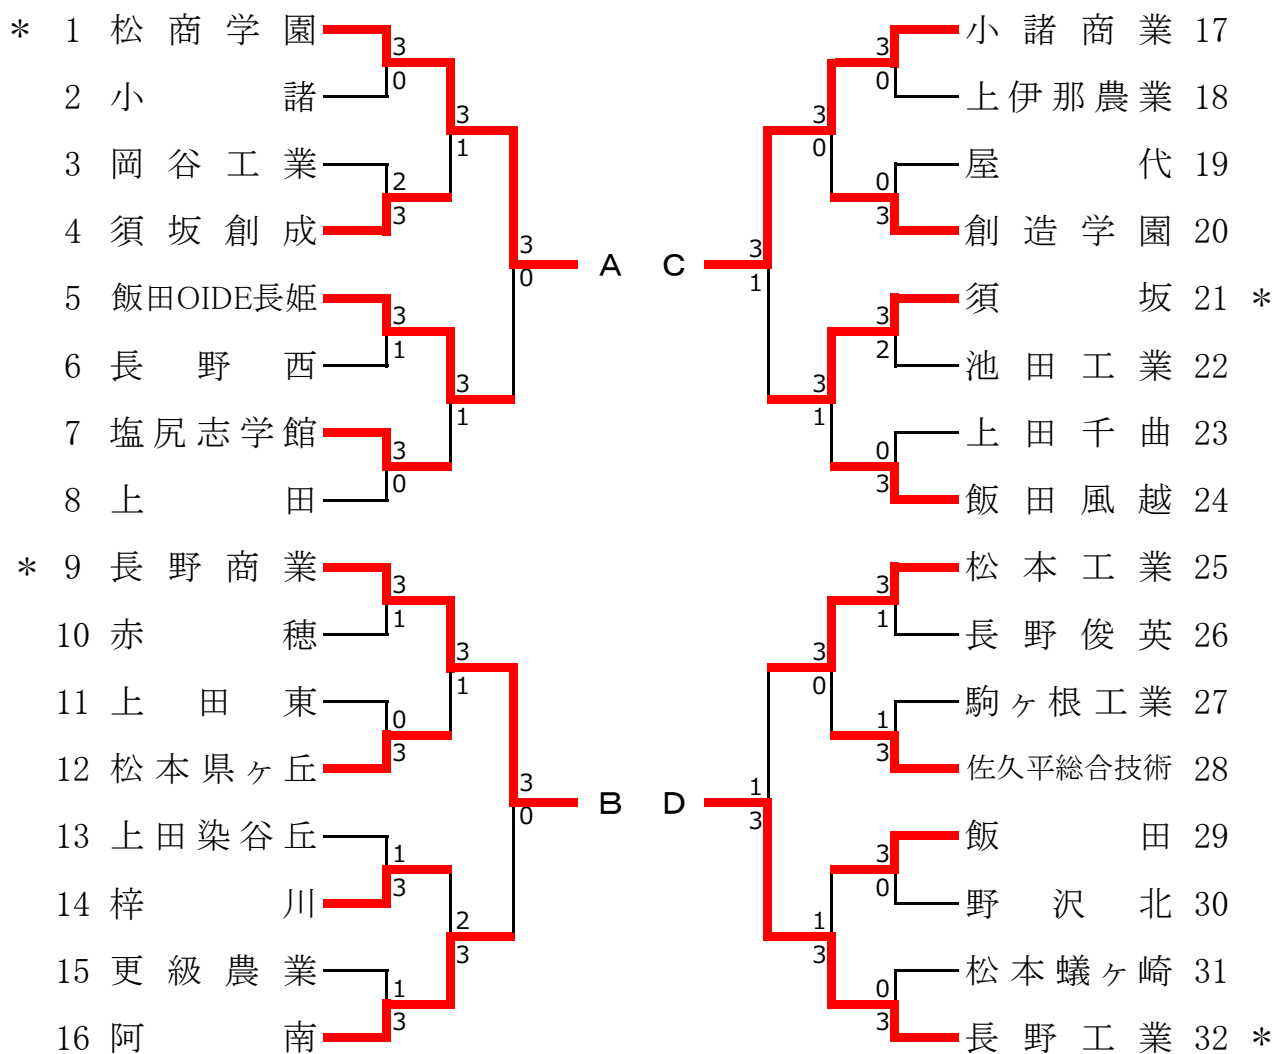 * 1 松商学園
3
0
2 小諸
3
1
3 岡谷工業
2
3
4 須坂創成
3
0
A
5 飯田OIDE長姫
3
1
6 長野西
3
1
7 塩尻志学館
3
0
8 上田
* 9 長野商業
3
1
10 赤穂
3
1
11 上田東
0
3
12 松本県ヶ丘
3
0
B
13 上田染谷丘
1
3
14 梓川
2
3
15 更級農業
1
3
16 阿南
小諸商業 17
3
0
上伊那農業 18
3
0
屋代 19
0
3
創造学園 20
C
3
1
須坂 21 *
3
2
池田工業 22
3
1
上田千曲 23
0
3
飯田風越 24
松本工業 25
3
1
長野俊英 26
3
0
駒ヶ根工業 27
1
3
佐久平総合技術 28
D
1
3
飯田 29
3
0
野沢北 30
1
3
松本蟻ヶ崎 31
0
3
長野工業 32 *